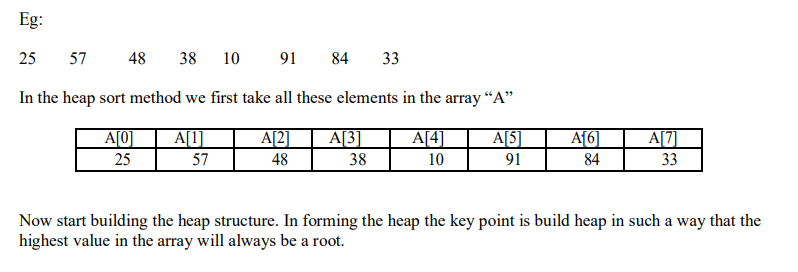 Eg:
25 57 48 38 10 91 84 33
In the heap sort method we first take all these elements in the array “A”
A[0] A[1] A[2] A[3] A[4] A[5] A[6] A[7]
25 57 48 38 10 91 84 33
Now start building the heap structure. In forming the heap the key point is build heap in such a way that the
highest value in the array will always be a root.